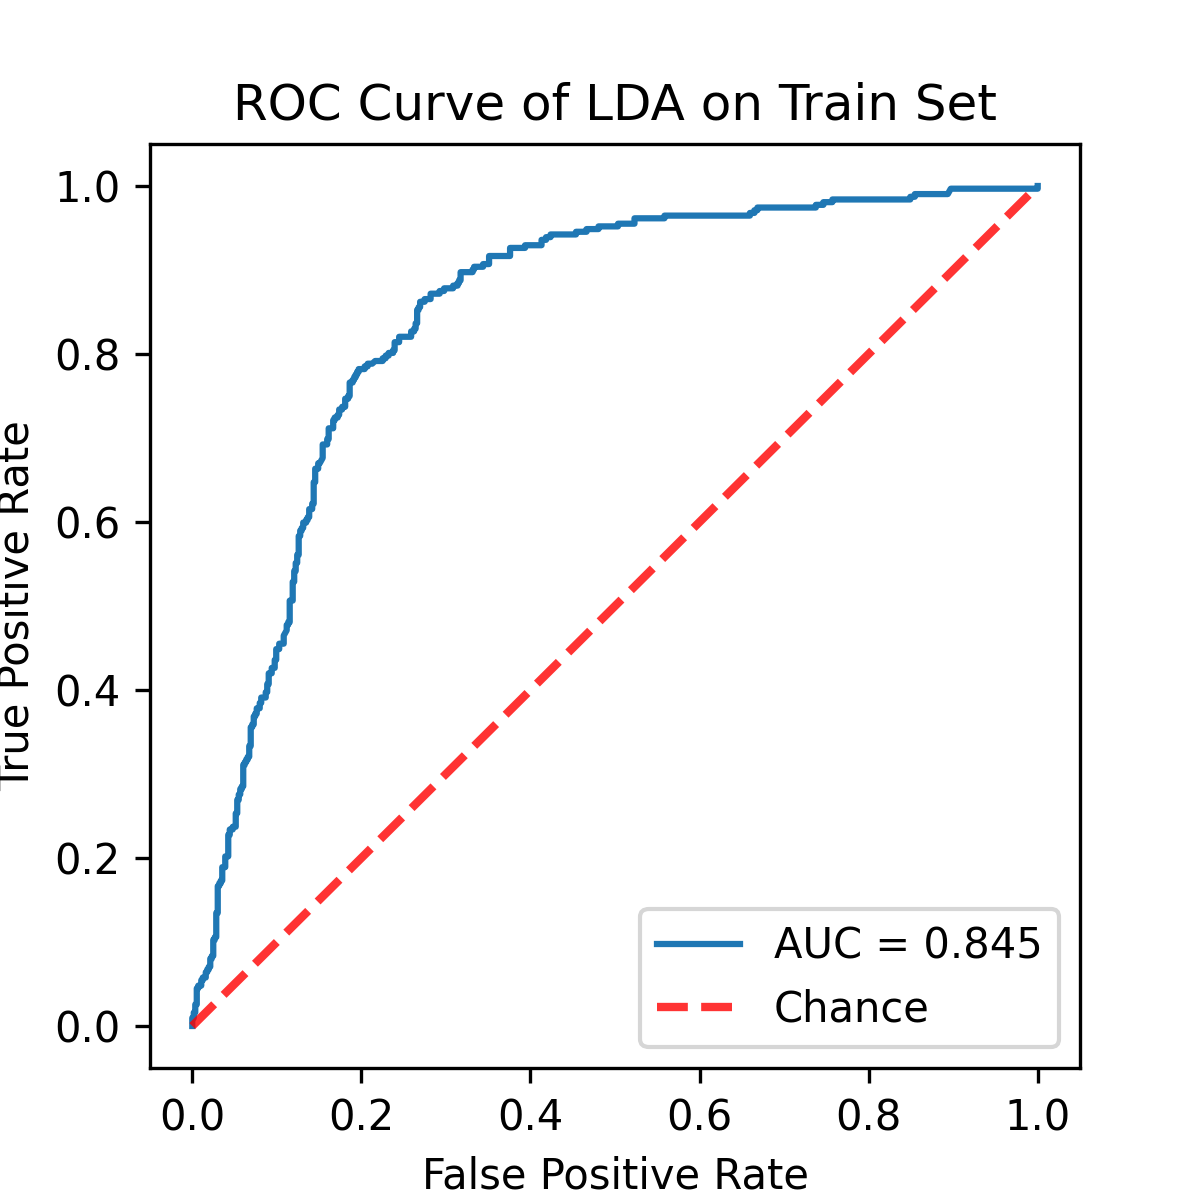 ROC Curve of LDA on Train Set
1.0
0.8
0.6
0.4
0.2
0.0
True Positive Rate
AUC = 0.845
Chance
0.0 0.2 0.4 0.6 0.8 1.0
False Positive Rate